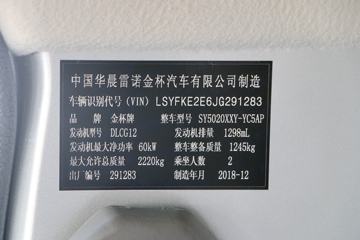 中国华晨雷诺金杯汽车有限公司制造
车辆识别代号(VIN) LSYFKE2E6JG291283
品 牌 金杯牌 整车型号 SY5020XXY-YC5AP
发动机型号 DLCG12 发动机排量 1298mL
发动机最大净功率 60kW 整车整备质量 1245kg
最大允许总质量 2220kg 乘坐人数 2
出厂编号 291283 制造年月 2018-12